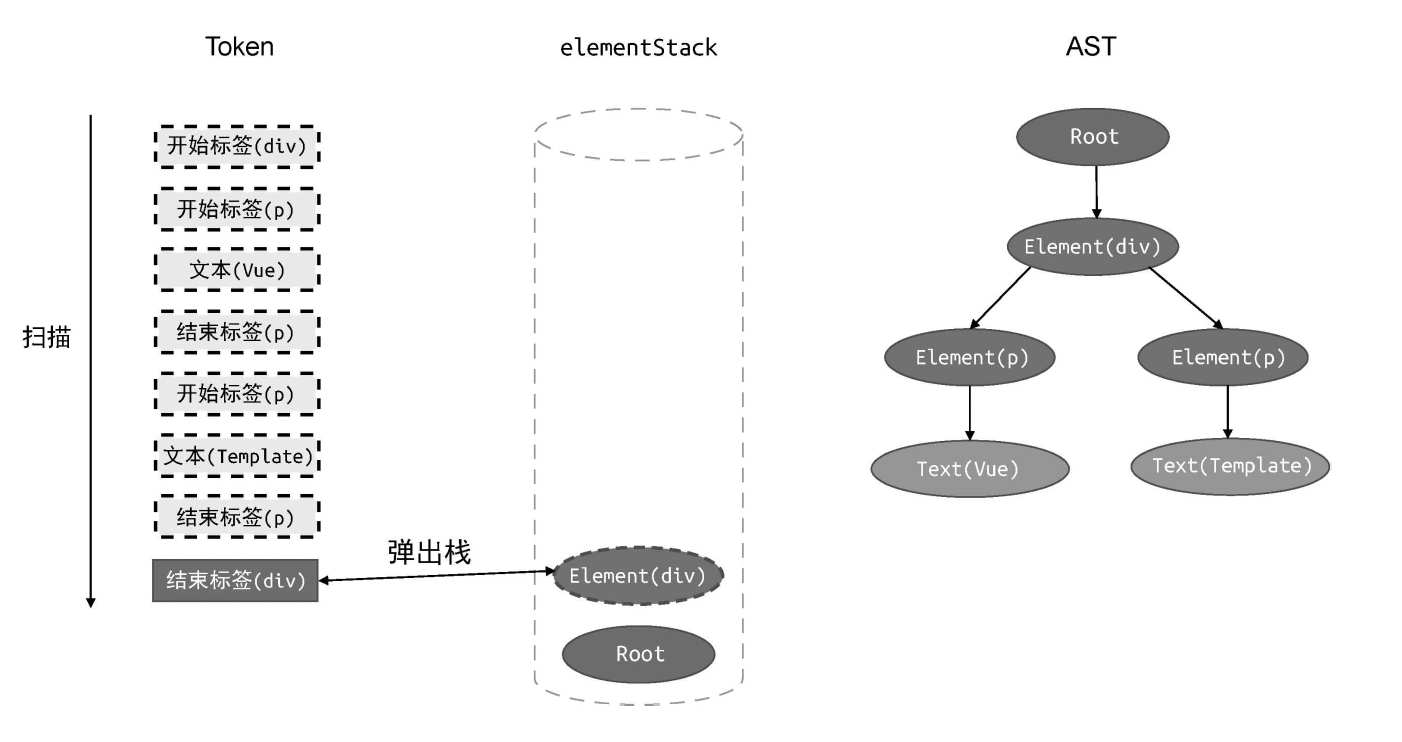 Token
elementStack
AST
扫描
开始标签(div)
开始标签(p)
文本(Vue)
结束标签(p)
开始标签(p)
文本(Template)
结束标签(p)
结束标签(div)
弹出栈
Element(div)
Root
Root
Element(div)
Element(p)
Element(p)
Text(Vue)
Text(Template)